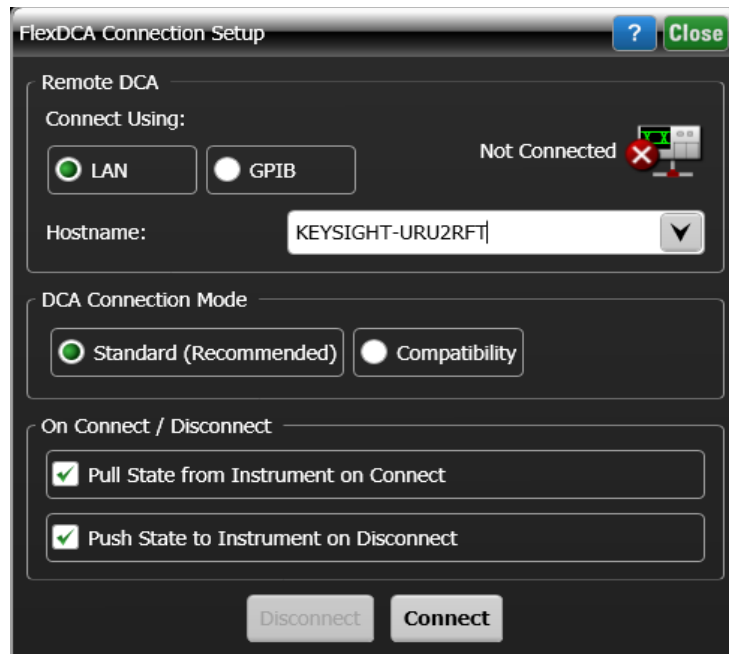 FlexDCA Connection Setup ? Close
Remote DCA
Connect Using:
LAN GPIB Not Connected
Hostname: KEYSIGHT-URU2RFT
DCA Connection Mode
Standard (Recommended) Compatibility
On Connect / Disconnect
Pull State from Instrument on Connect
Push State to Instrument on Disconnect
Disconnect Connect